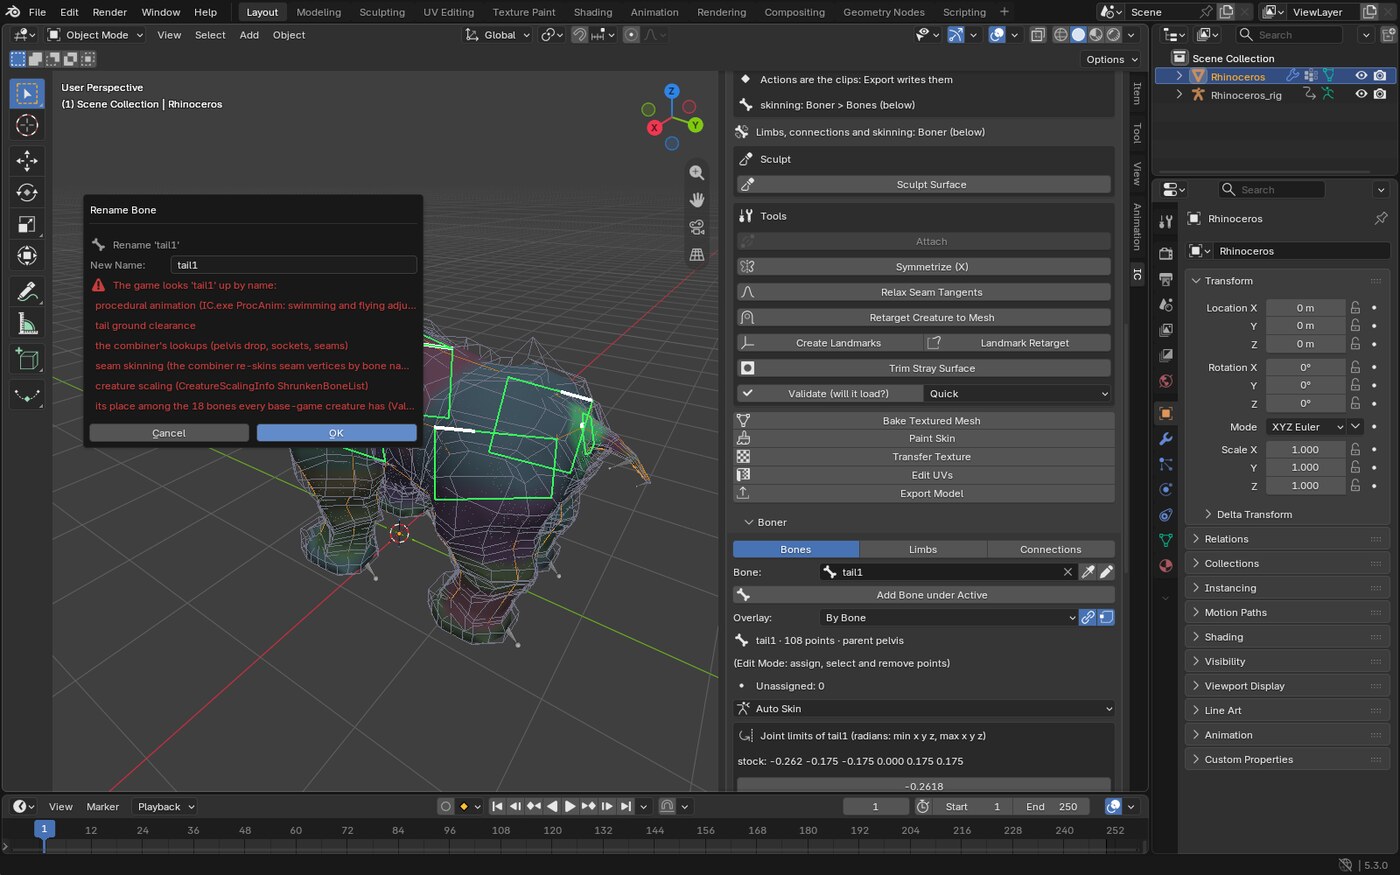 File Edit Render Window Help Layout Modeling Sculpting UV Editing Texture Paint Shading Animation Rendering Compositing Geometry Nodes Scripting + Scene ViewLayer
Object Mode View Select Add Object Global Search
Options
User Perspective
(1) Scene Collection | Rhinoceros
Z
Y
X
Rename Bone
Rename 'tail1'
New Name: tail1
The game looks 'tail1' up by name:
procedural animation (IC.exe ProcAnim: swimming and flying adju...
tail ground clearance
the combiner's lookups (pelvis drop, sockets, seams)
seam skinning (the combiner re-skins seam vertices by bone na...
creature scaling (CreatureScalingInfo ShrunkenBoneList)
its place among the 18 bones every base-game creature has (Val...
Cancel OK
Actions are the clips: Export writes them
skinning: Boner > Bones (below)
Limbs, connections and skinning: Boner (below)
Sculpt
Sculpt Surface
Tools
Attach
Symmetrize (X)
Relax Seam Tangents
Retarget Creature to Mesh
Create Landmarks Landmark Retarget
Trim Stray Surface
Validate (will it load?) Quick
Bake Textured Mesh
Paint Skin
Transfer Texture
Edit UVs
Export Model
Boner
Bones Limbs Connections
Bone: tail1
Add Bone under Active
Overlay: By Bone
tail1 · 108 points · parent pelvis
(Edit Mode: assign, select and remove points)
Unassigned: 0
Auto Skin
Joint limits of tail1 (radians: min x y z, max x y z)
stock: -0.262 -0.175 -0.175 0.000 0.175 0.175
-0.2618
Item
Tool
View
Animation
IC
Scene Collection
Rhinoceros
Rhinoceros_rig
Search
Rhinoceros
Rhinoceros
Transform
Location X 0 m
Y 0 m
Z 0 m
Rotation X 0°
Y 0°
Z 0°
Mode XYZ Euler
Scale X 1.000
Y 1.000
Z 1.000
Delta Transform
Relations
Collections
Instancing
Motion Paths
Shading
Visibility
Viewport Display
Line Art
Animation
Custom Properties
View Marker Playback 1 Start 1 End 250
1 12 24 36 48 60 72 84 96 108 120 132 144 156 168 180 192 204 216 228 240 252
5.3.0